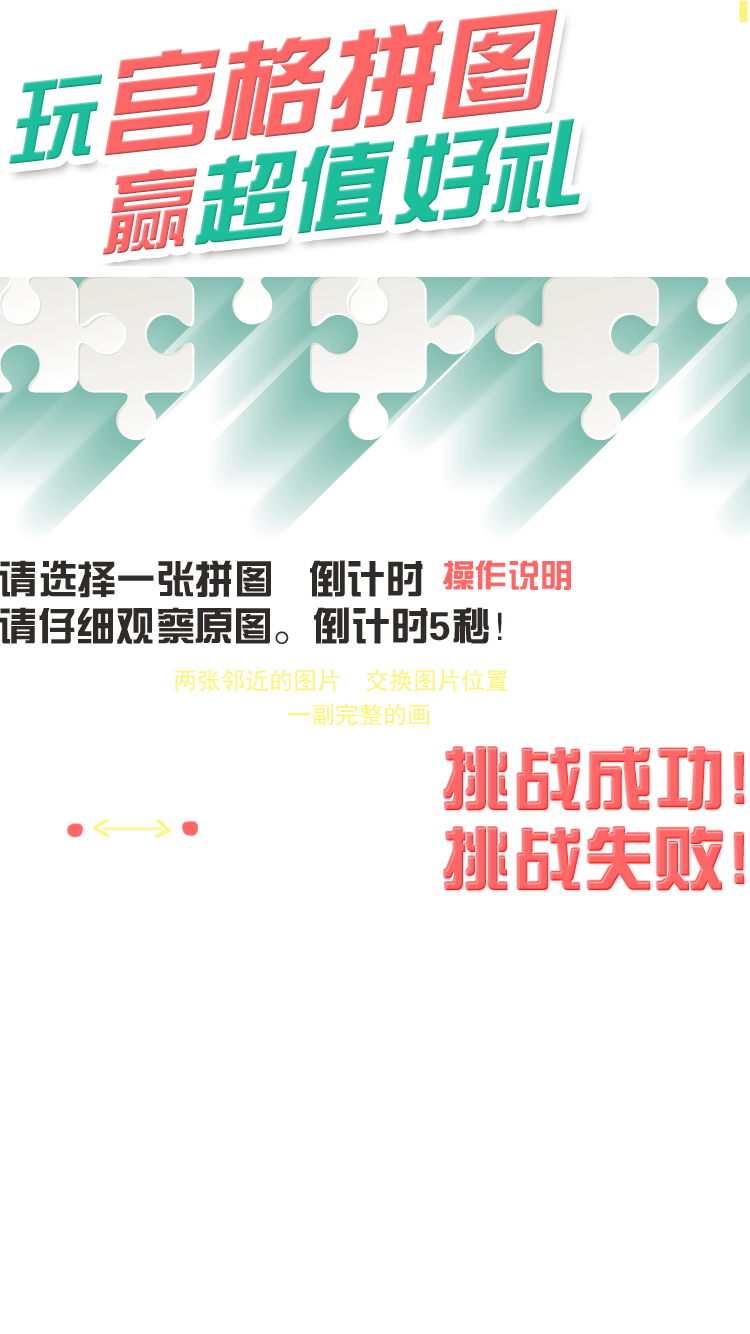 玩宫格拼图
赢超值好礼
请选择一张拼图 倒计时 操作说明
请仔细观察原图。倒计时5秒!
两张邻近的图片 交换图片位置
一副完整的画
挑战成功!
挑战失败!